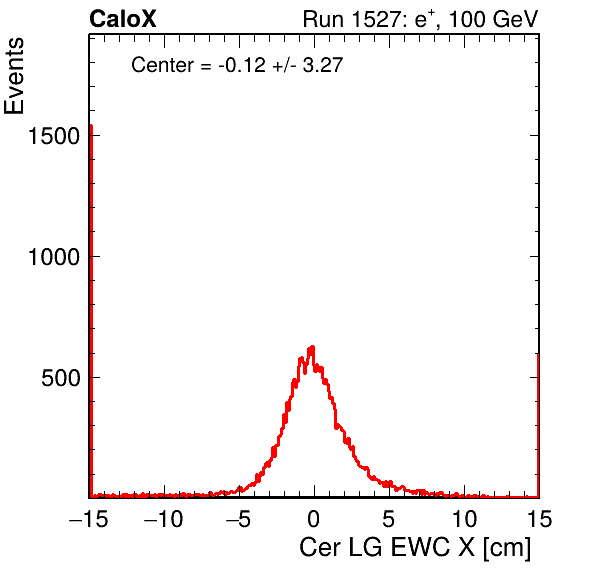 CaloX Run 1527: e⁺, 100 GeV
Center = -0.12 +/- 3.27
Events
1500
1000
500
−15 −10 −5 0 5 10 15
Cer LG EWC X [cm]